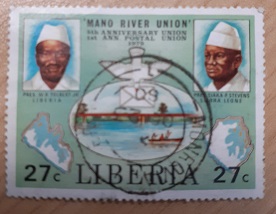 'MANO RIVER UNION'
5th ANNIVERSARY UNION
1st ANN. POSTAL UNION
1979
PRES. W.R. TOLBERT JR.
LIBERIA
STEVENS
SIERRA LEONE
27c
LIBERIA
27c